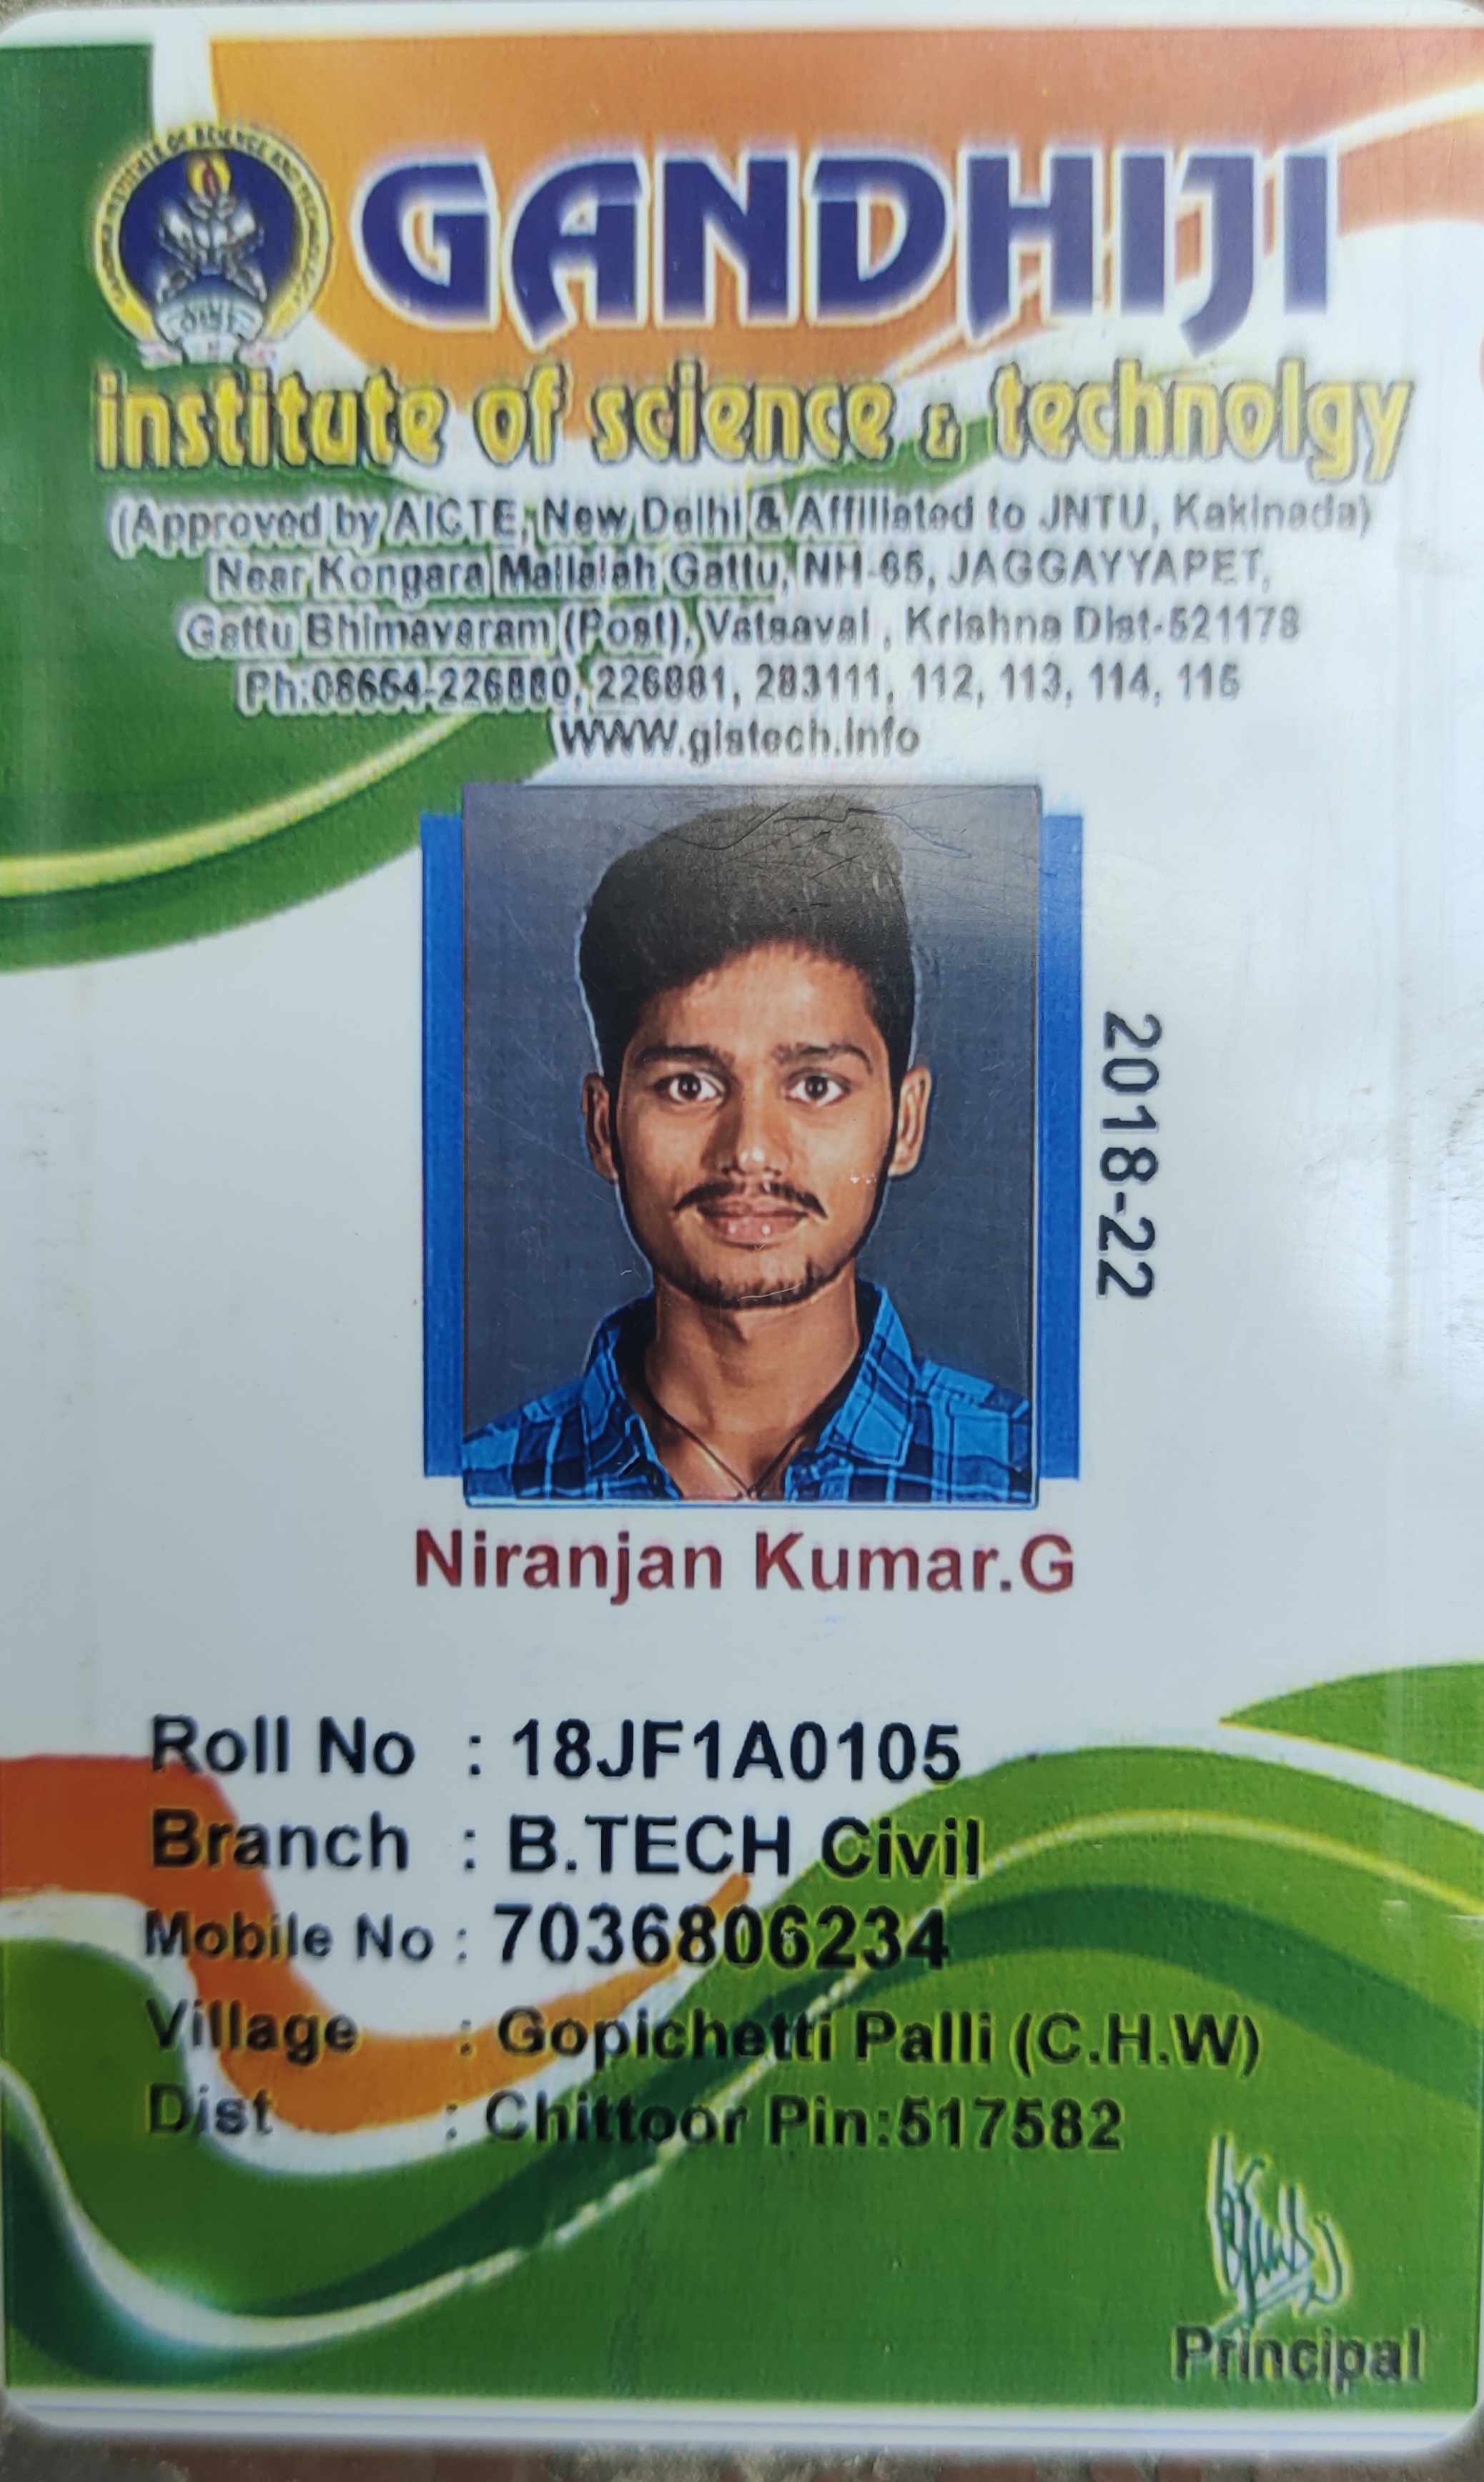 GANDHIJI
institute of science & technolgy
(Approved by AICTE, New Delhi & Affiliated to JNTU, Kakinada)
Near Kongara Mallaiah Gattu, NH-65, JAGGAYYAPET,
Gattu Bhimavaram (Post), Vatsavai , Krishna Dist-521178
Ph:08654-226880, 226881, 283111, 112, 113, 114, 115
WWW.gistech.info
2018-22
Niranjan Kumar.G
Roll No : 18JF1A0105
Branch : B.TECH Civil
Mobile No : 7036806234
Village : Gopichetti Palli (C.H.W)
Dist : Chittoor Pin:517582
Principal